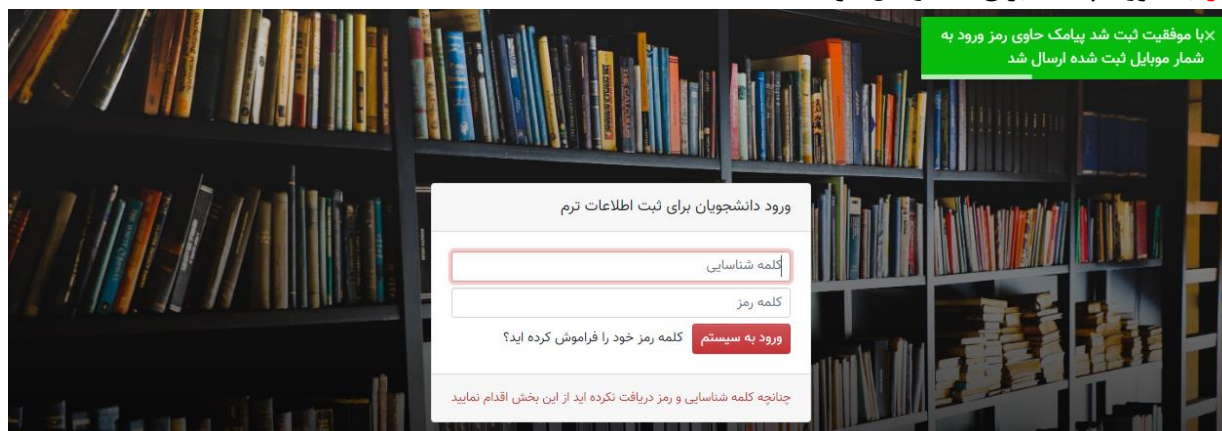 ×با موفقیت ثبت شد پیامک حاوی رمز ورود به
شمار موبایل ثبت شده ارسال شد
ورود دانشجویان برای ثبت اطلاعات ترم
کلمه شناسایی
کلمه رمز
ورود به سیستم کلمه رمز خود را فراموش کرده اید؟
چنانچه کلمه شناسایی و رمز دریافت نکرده اید از این بخش اقدام نمایید